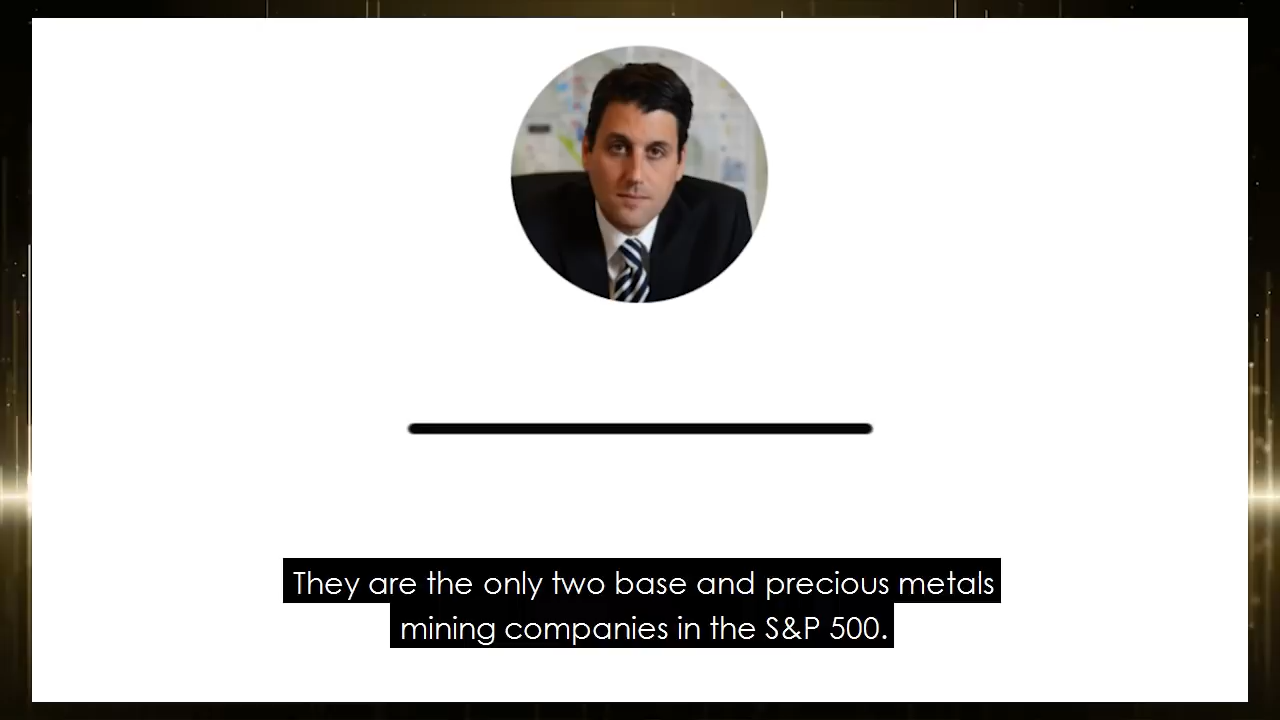 They are the only two base and precious metals
mining companies in the S&P 500.